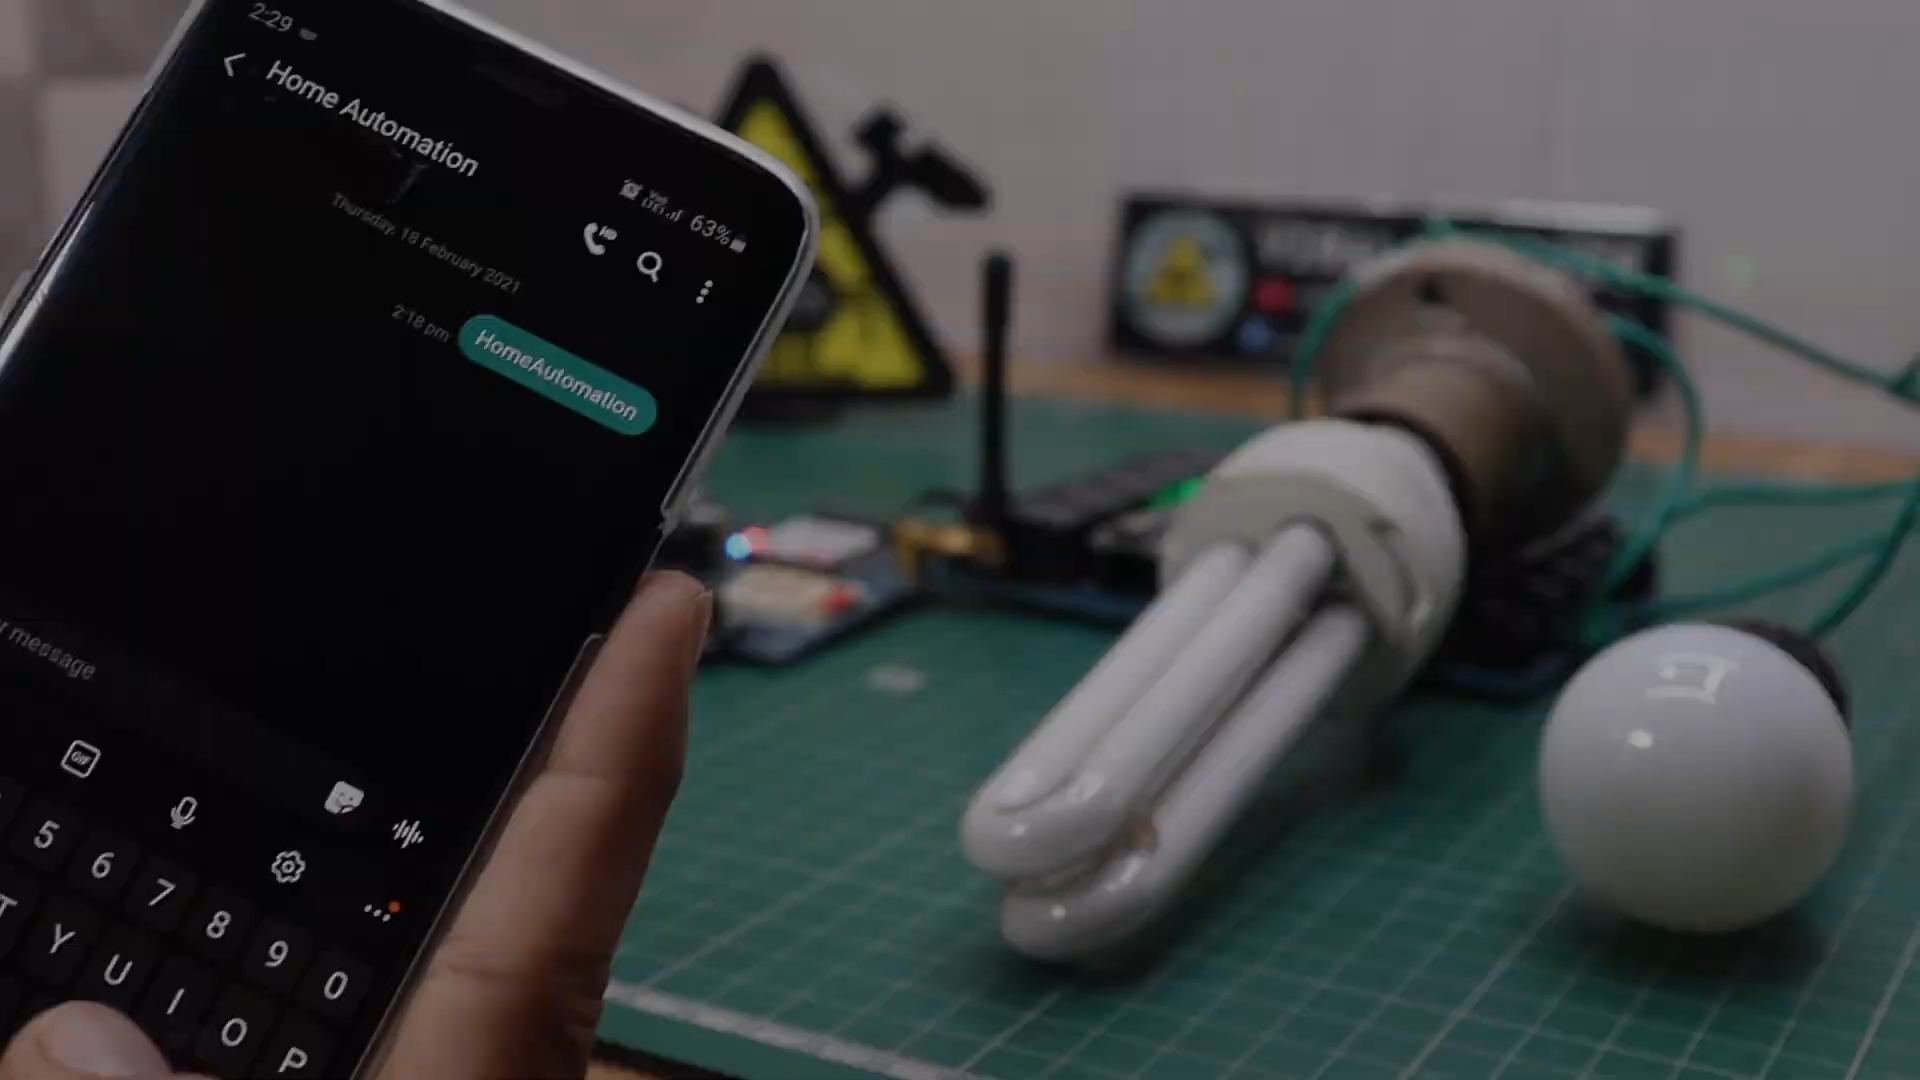 2:29
63%
Home Automation
Thursday, 18 February 2021
2:18 pm
HomeAutomation
message
GIF
5 6 7 8 9 0
T Y U I O P